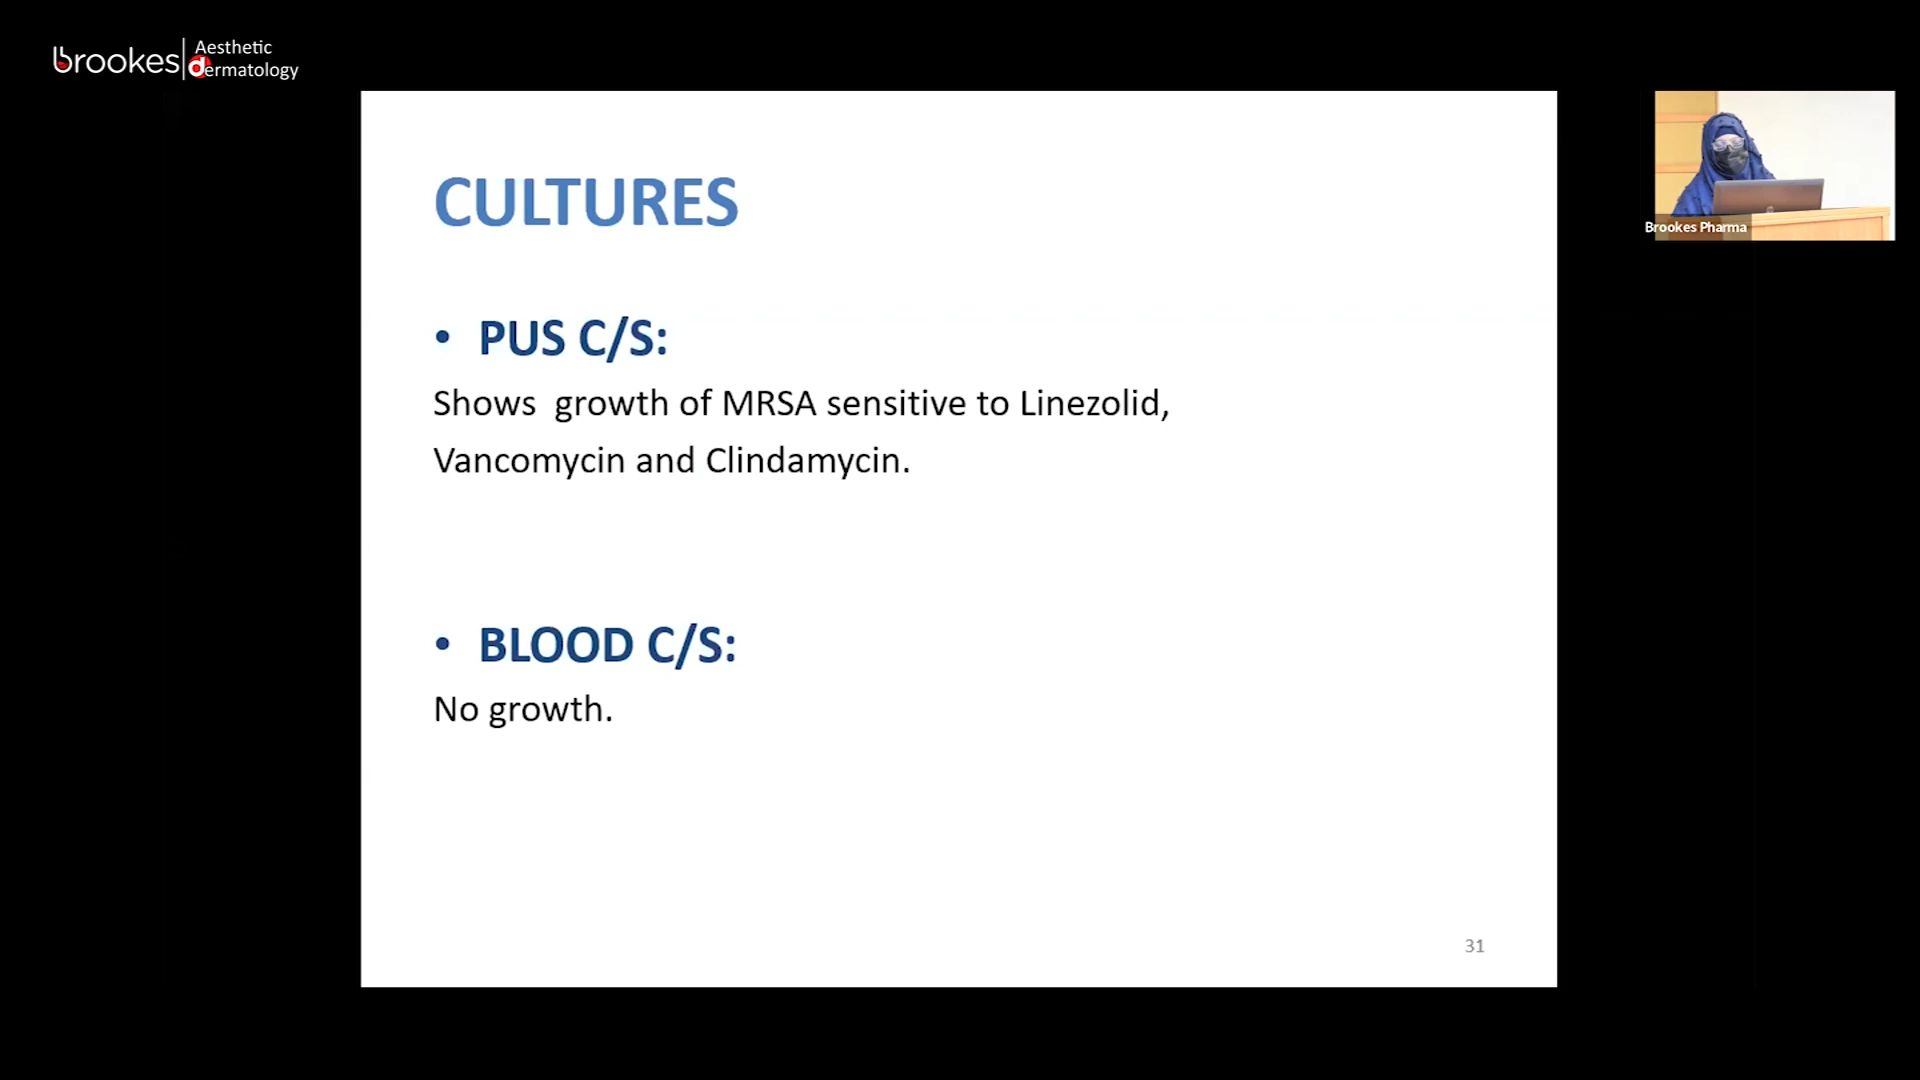 brookes
Aesthetic
dermatology
CULTURES
• PUS C/S:
Shows growth of MRSA sensitive to Linezolid,
Vancomycin and Clindamycin.
• BLOOD C/S:
No growth.
31
Brookes Pharma